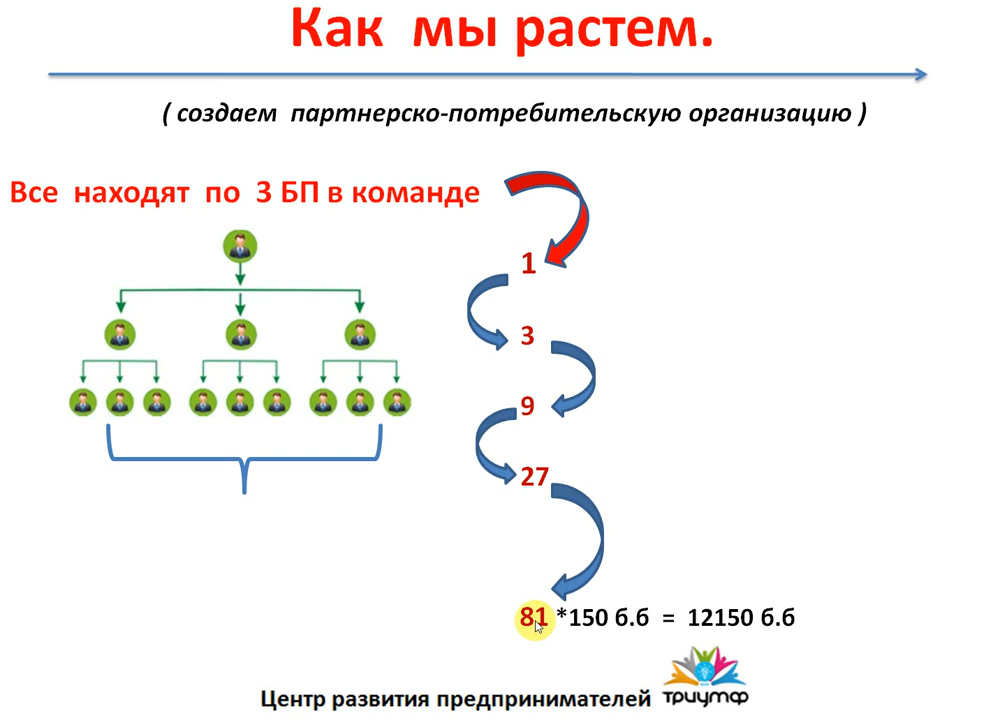 Как мы растем.
( создаем партнерско-потребительскую организацию )
Все находят по 3 БП в команде
1
3
9
27
81 *150 б.б = 12150 б.б
Центр развития предпринимателей
триумф